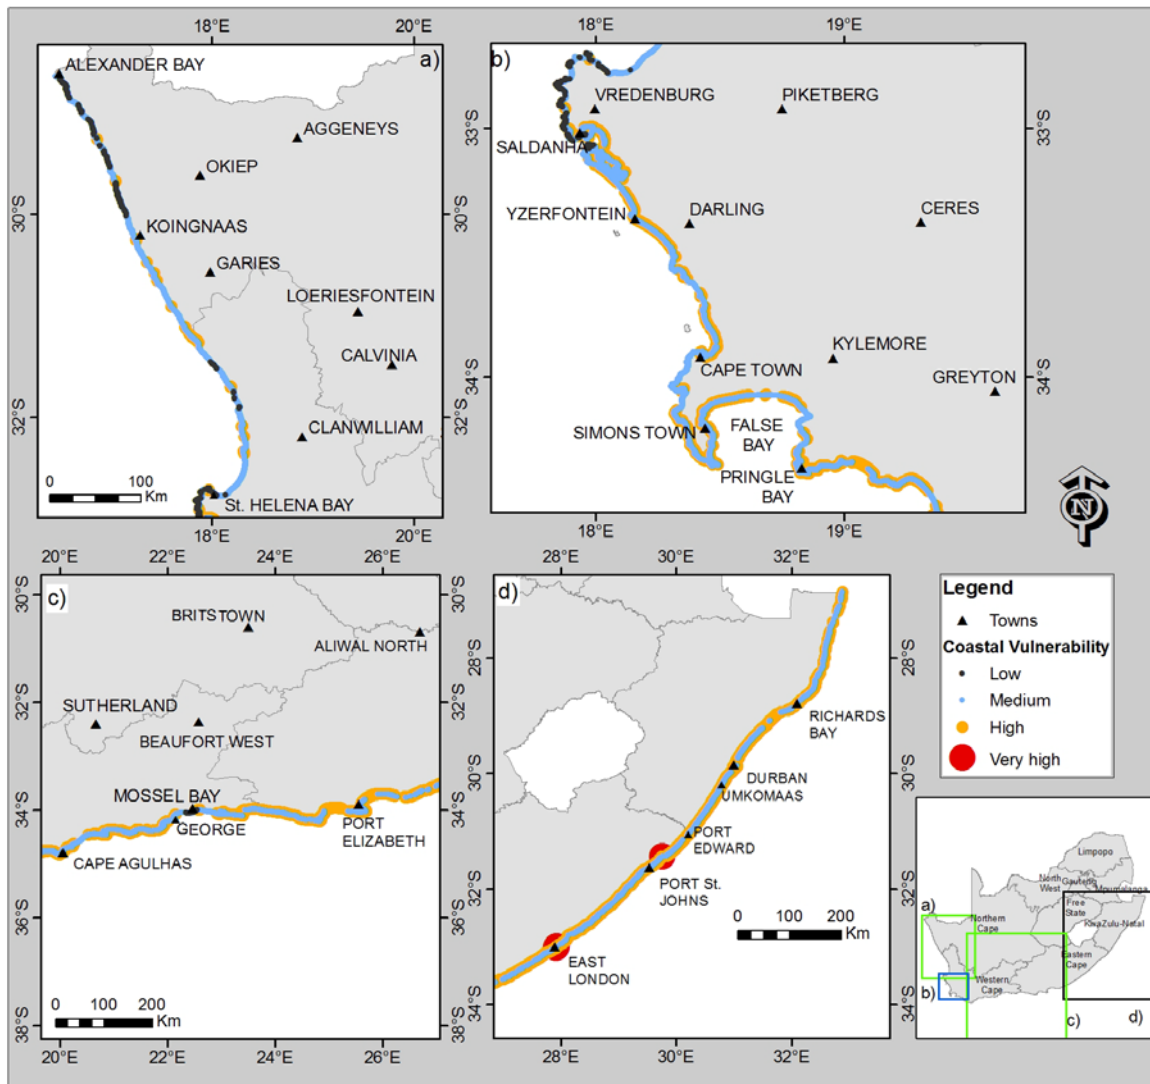 18°E
20°E
18°E
19°E
a)
ALEXANDER BAY
AGGENEYS
OKIEP
30°S
KOINGNAAS
GARIES
LOERIESFONTEIN
CALVINIA
32°S
CLANWILLIAM
0
100
Km
St. HELENA BAY
18°E
20°E
b)
VREDENBURG
PIKETBERG
33°S
33°S
SALDANHA
YZERFONTEIN
DARLING
CERES
KYLEMORE
CAPE TOWN
34°S
34°S
GREYTON
SIMONS TOWN
FALSE
BAY
PRINGLE
BAY
18°E
19°E
N
20°E
22°E
24°E
26°E
c)
30°S
30°S
BRITSTOWN
ALIWAL NORTH
32°S
32°S
SUTHERLAND
BEAUFORT WEST
MOSSEL BAY
34°S
34°S
GEORGE
PORT
ELIZABETH
CAPE AGULHAS
36°S
36°S
0
100
200
Km
38°S
38°S
20°E
22°E
24°E
26°E
28°E
30°E
32°E
d)
28°S
28°S
RICHARDS
BAY
30°S
30°S
DURBAN
UMKOMAAS
PORT
EDWARD
32°S
32°S
PORT St.
JOHNS
0
100
200
Km
EAST
LONDON
34°S
34°S
28°E
30°E
32°E
Legend
Towns
Coastal Vulnerability
Low
Medium
High
Very high
Limpopo
North
West
Gauteng
Mpumalanga
a)
Free
State
Northern
Cape
KwaZulu-Natal
Eastern
Cape
Western
Cape
b)
c)
d)